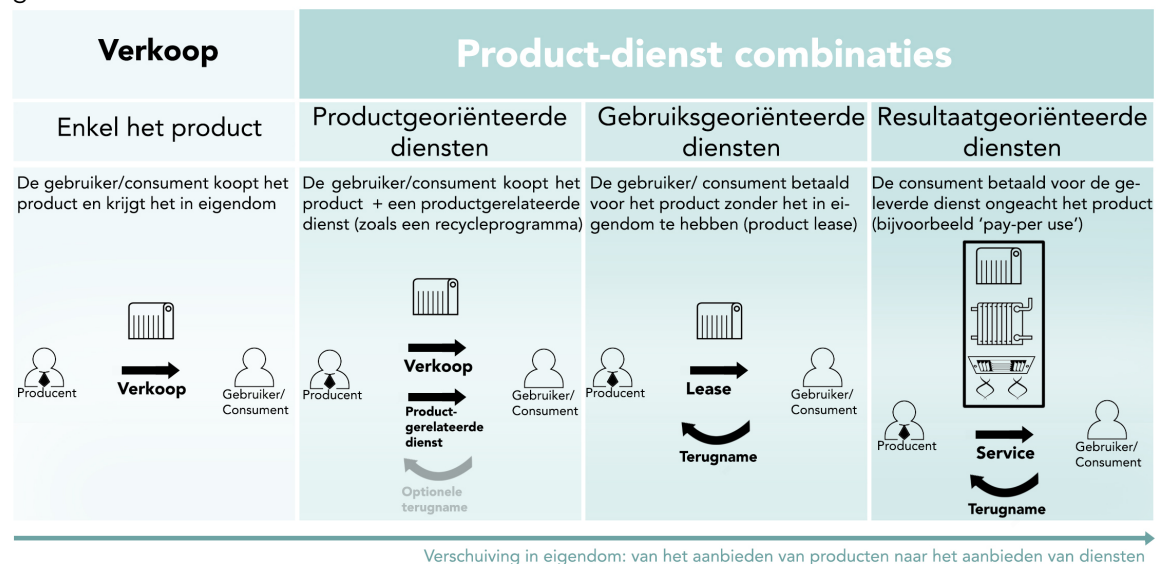 Verkoop
Product-dienst combinaties
Enkel het product
Productgeoriënteerde
diensten
Gebruiksgeoriënteerde
diensten
Resultaatgeoriënteerde
diensten
De gebruiker/consument koopt het
product en krijgt het in eigendom
De gebruiker/consument koopt het
product + een productgerelateerde
dienst (zoals een recycleprogramma)
De gebruiker/ consument betaald
voor het product zonder het in ei-
gendom te hebben (product lease)
De consument betaald voor de ge-
leverde dienst ongeacht het product
(bijvoorbeeld ‘pay-per use’)
Producent
Verkoop
Gebruiker/
Consument
Producent
Verkoop
Product-
gerelateerde
dienst
Optionele
terugname
Gebruiker/
Consument
Producent
Lease
Terugname
Gebruiker/
Consument
Producent
Service
Terugname
Gebruiker/
Consument
Verschuiving in eigendom: van het aanbieden van producten naar het aanbieden van diensten